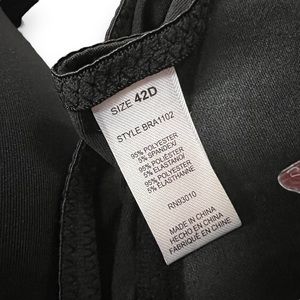 SIZE 42D
STYLE BRA1102
95% POLYESTER
5% SPANDEX/
95% POLIÉSTER
5% ELASTANO/
95% POLYESTER
5% ÉLASTHANNE
RN93010
MADE IN CHINA
HECHO EN CHINA
FABRIQUÉ EN CHINE